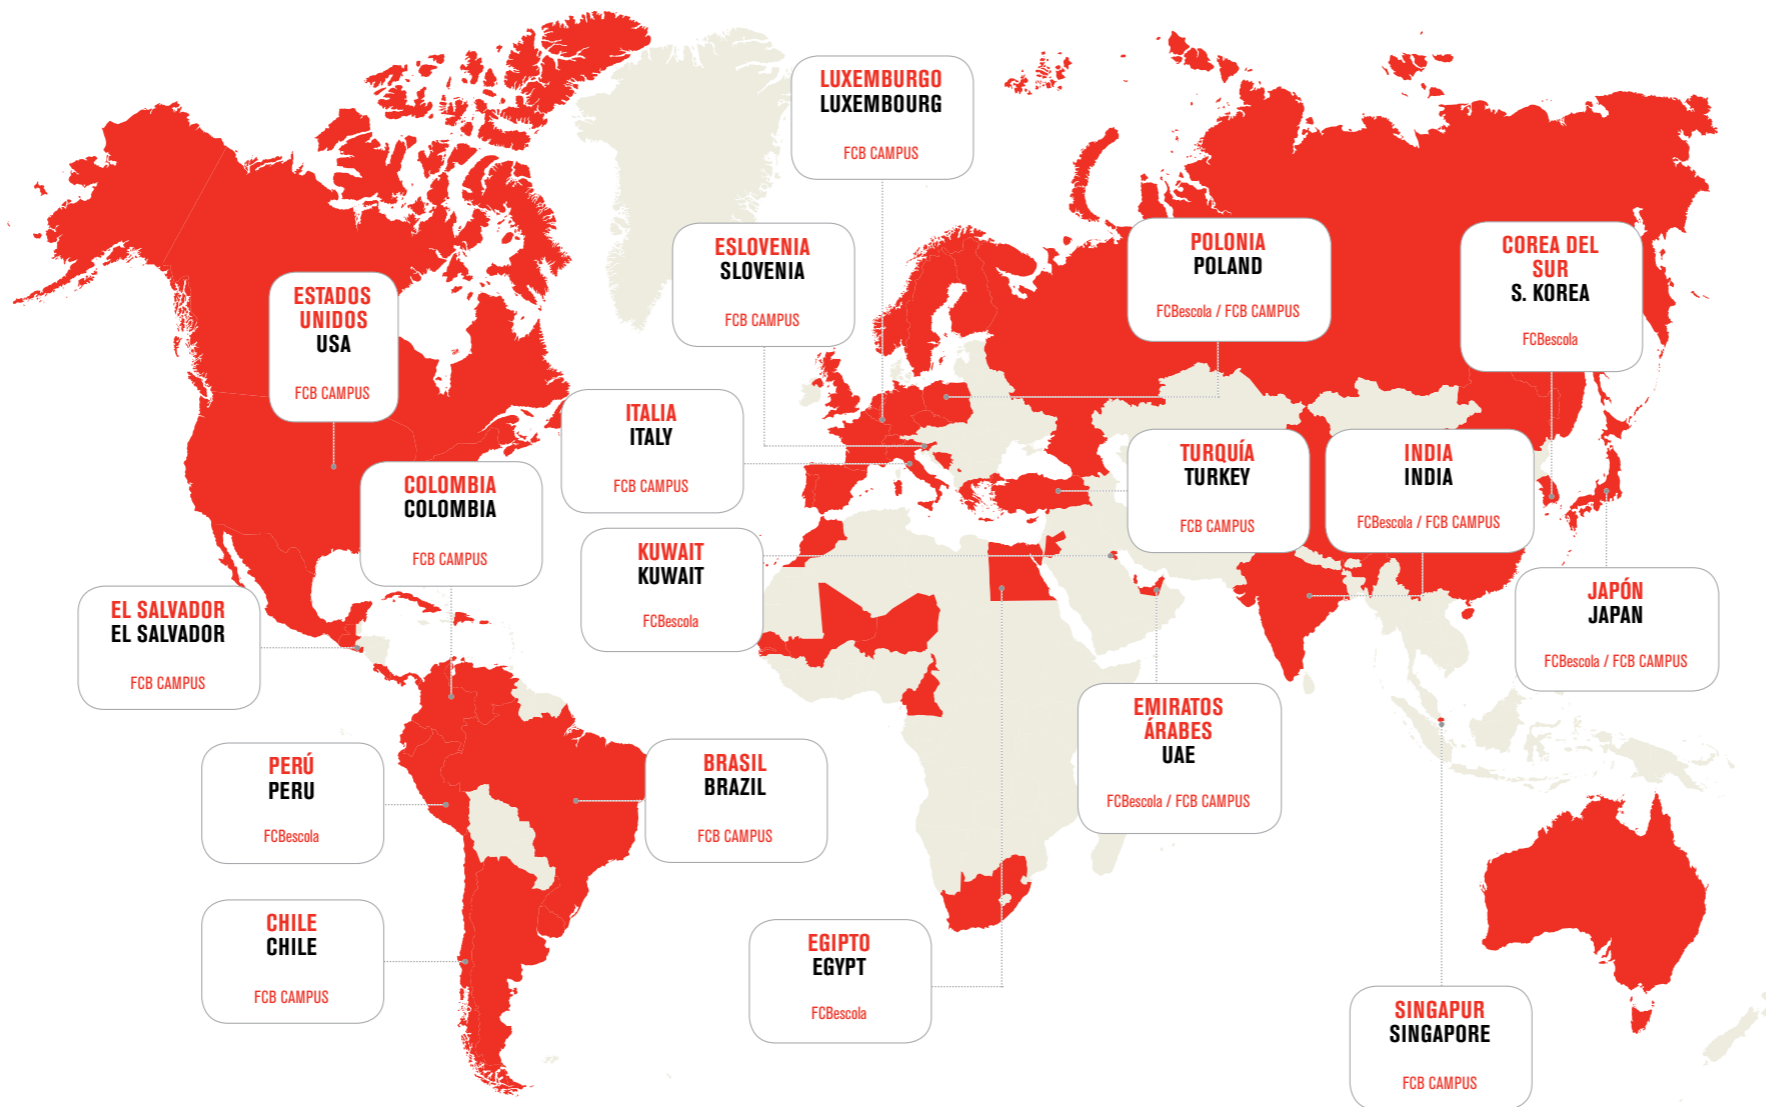 LUXEMBURGO
LUXEMBOURG
FCB CAMPUS
ESLOVENIA
SLOVENIA
FCB CAMPUS
POLONIA
POLAND
FCBescola / FCB CAMPUS
COREA DEL
SUR
S. KOREA
FCBescola
ESTADOS
UNIDOS
USA
FCB CAMPUS
ITALIA
ITALY
FCB CAMPUS
COLOMBIA
COLOMBIA
FCB CAMPUS
TURQUÍA
TURKEY
FCB CAMPUS
INDIA
INDIA
FCBescola / FCB CAMPUS
KUWAIT
KUWAIT
FCBescola
JAPÓN
JAPAN
FCBescola / FCB CAMPUS
EL SALVADOR
EL SALVADOR
FCB CAMPUS
EMIRATOS
ÁRABES
UAE
FCBescola / FCB CAMPUS
PERÚ
PERU
FCBescola
BRASIL
BRAZIL
FCB CAMPUS
CHILE
CHILE
FCB CAMPUS
EGIPTO
EGYPT
FCBescola
SINGAPUR
SINGAPORE
FCB CAMPUS